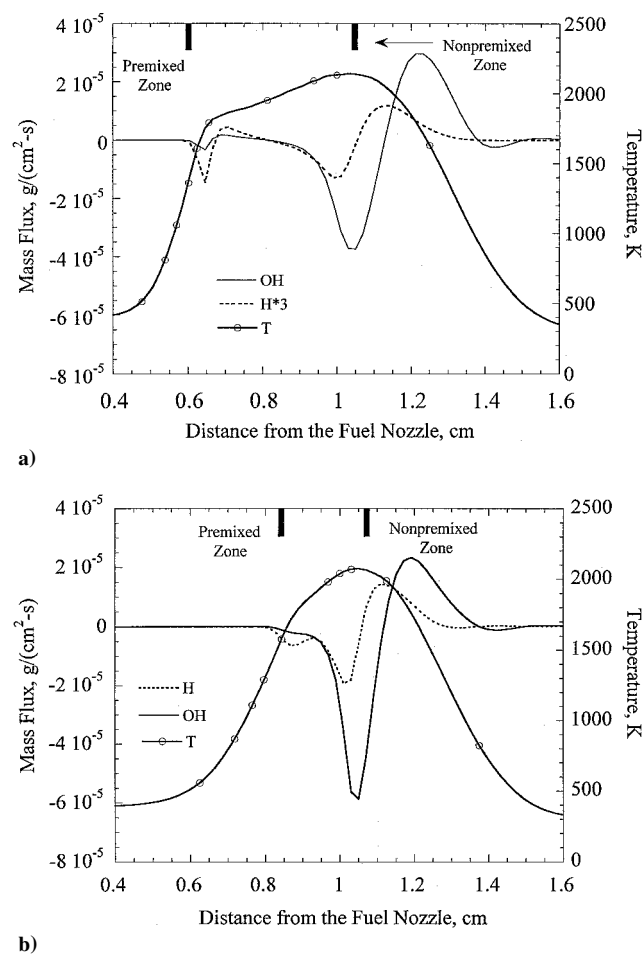 4 10⁻⁵
2 10⁻⁵
0
-2 10⁻⁵
-4 10⁻⁵
-6 10⁻⁵
-8 10⁻⁵
Mass Flux, g/(cm²-s)
Premixed
Zone
Nonpremixed
Zone
OH
H*3
T
2500
2000
1500
1000
500
0
Temperature, K
0.4 0.6 0.8 1 1.2 1.4 1.6
Distance from the Fuel Nozzle, cm
a)
4 10⁻⁵
2 10⁻⁵
0
-2 10⁻⁵
-4 10⁻⁵
-6 10⁻⁵
-8 10⁻⁵
Mass Flux, g/(cm²-s)
Premixed
Zone
Nonpremixed
Zone
H
OH
T
2500
2000
1500
1000
500
0
Temperature, K
0.4 0.6 0.8 1 1.2 1.4 1.6
Distance from the Fuel Nozzle, cm
b)